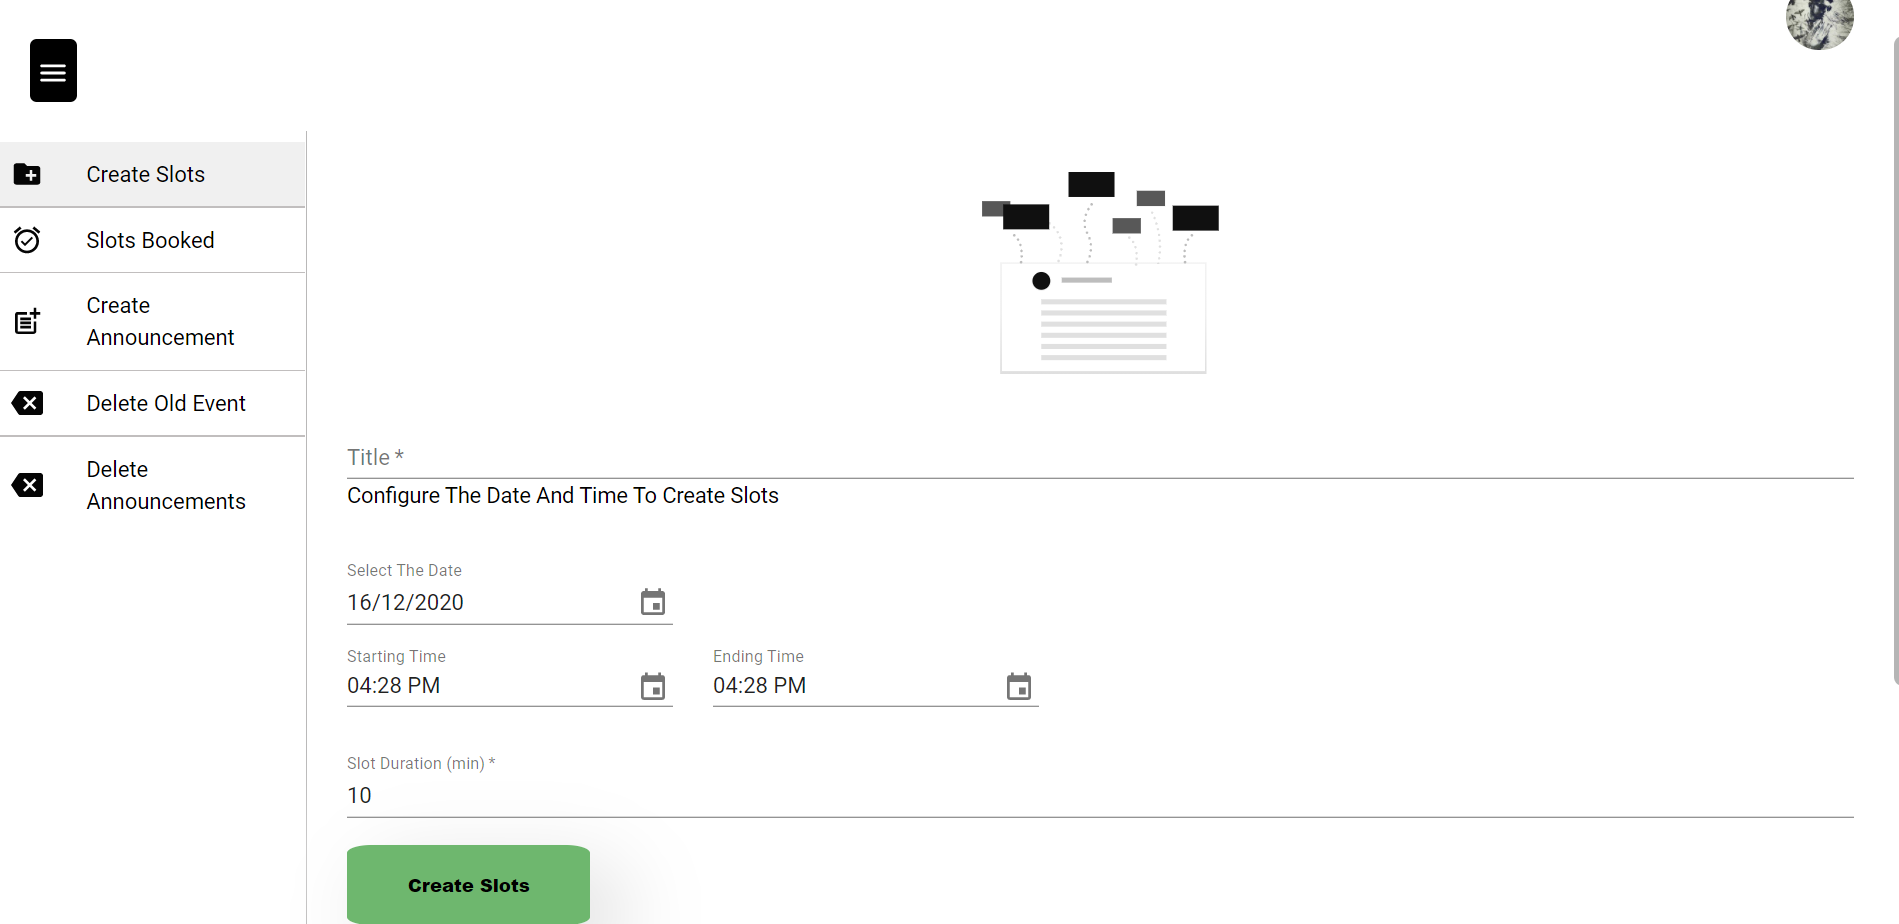 Create Slots
Slots Booked
Create
Announcement
Delete Old Event
Delete
Announcements
Title *
Configure The Date And Time To Create Slots
Select The Date
16/12/2020
Starting Time
Ending Time
04:28 PM
04:28 PM
Slot Duration (min) *
10
Create Slots